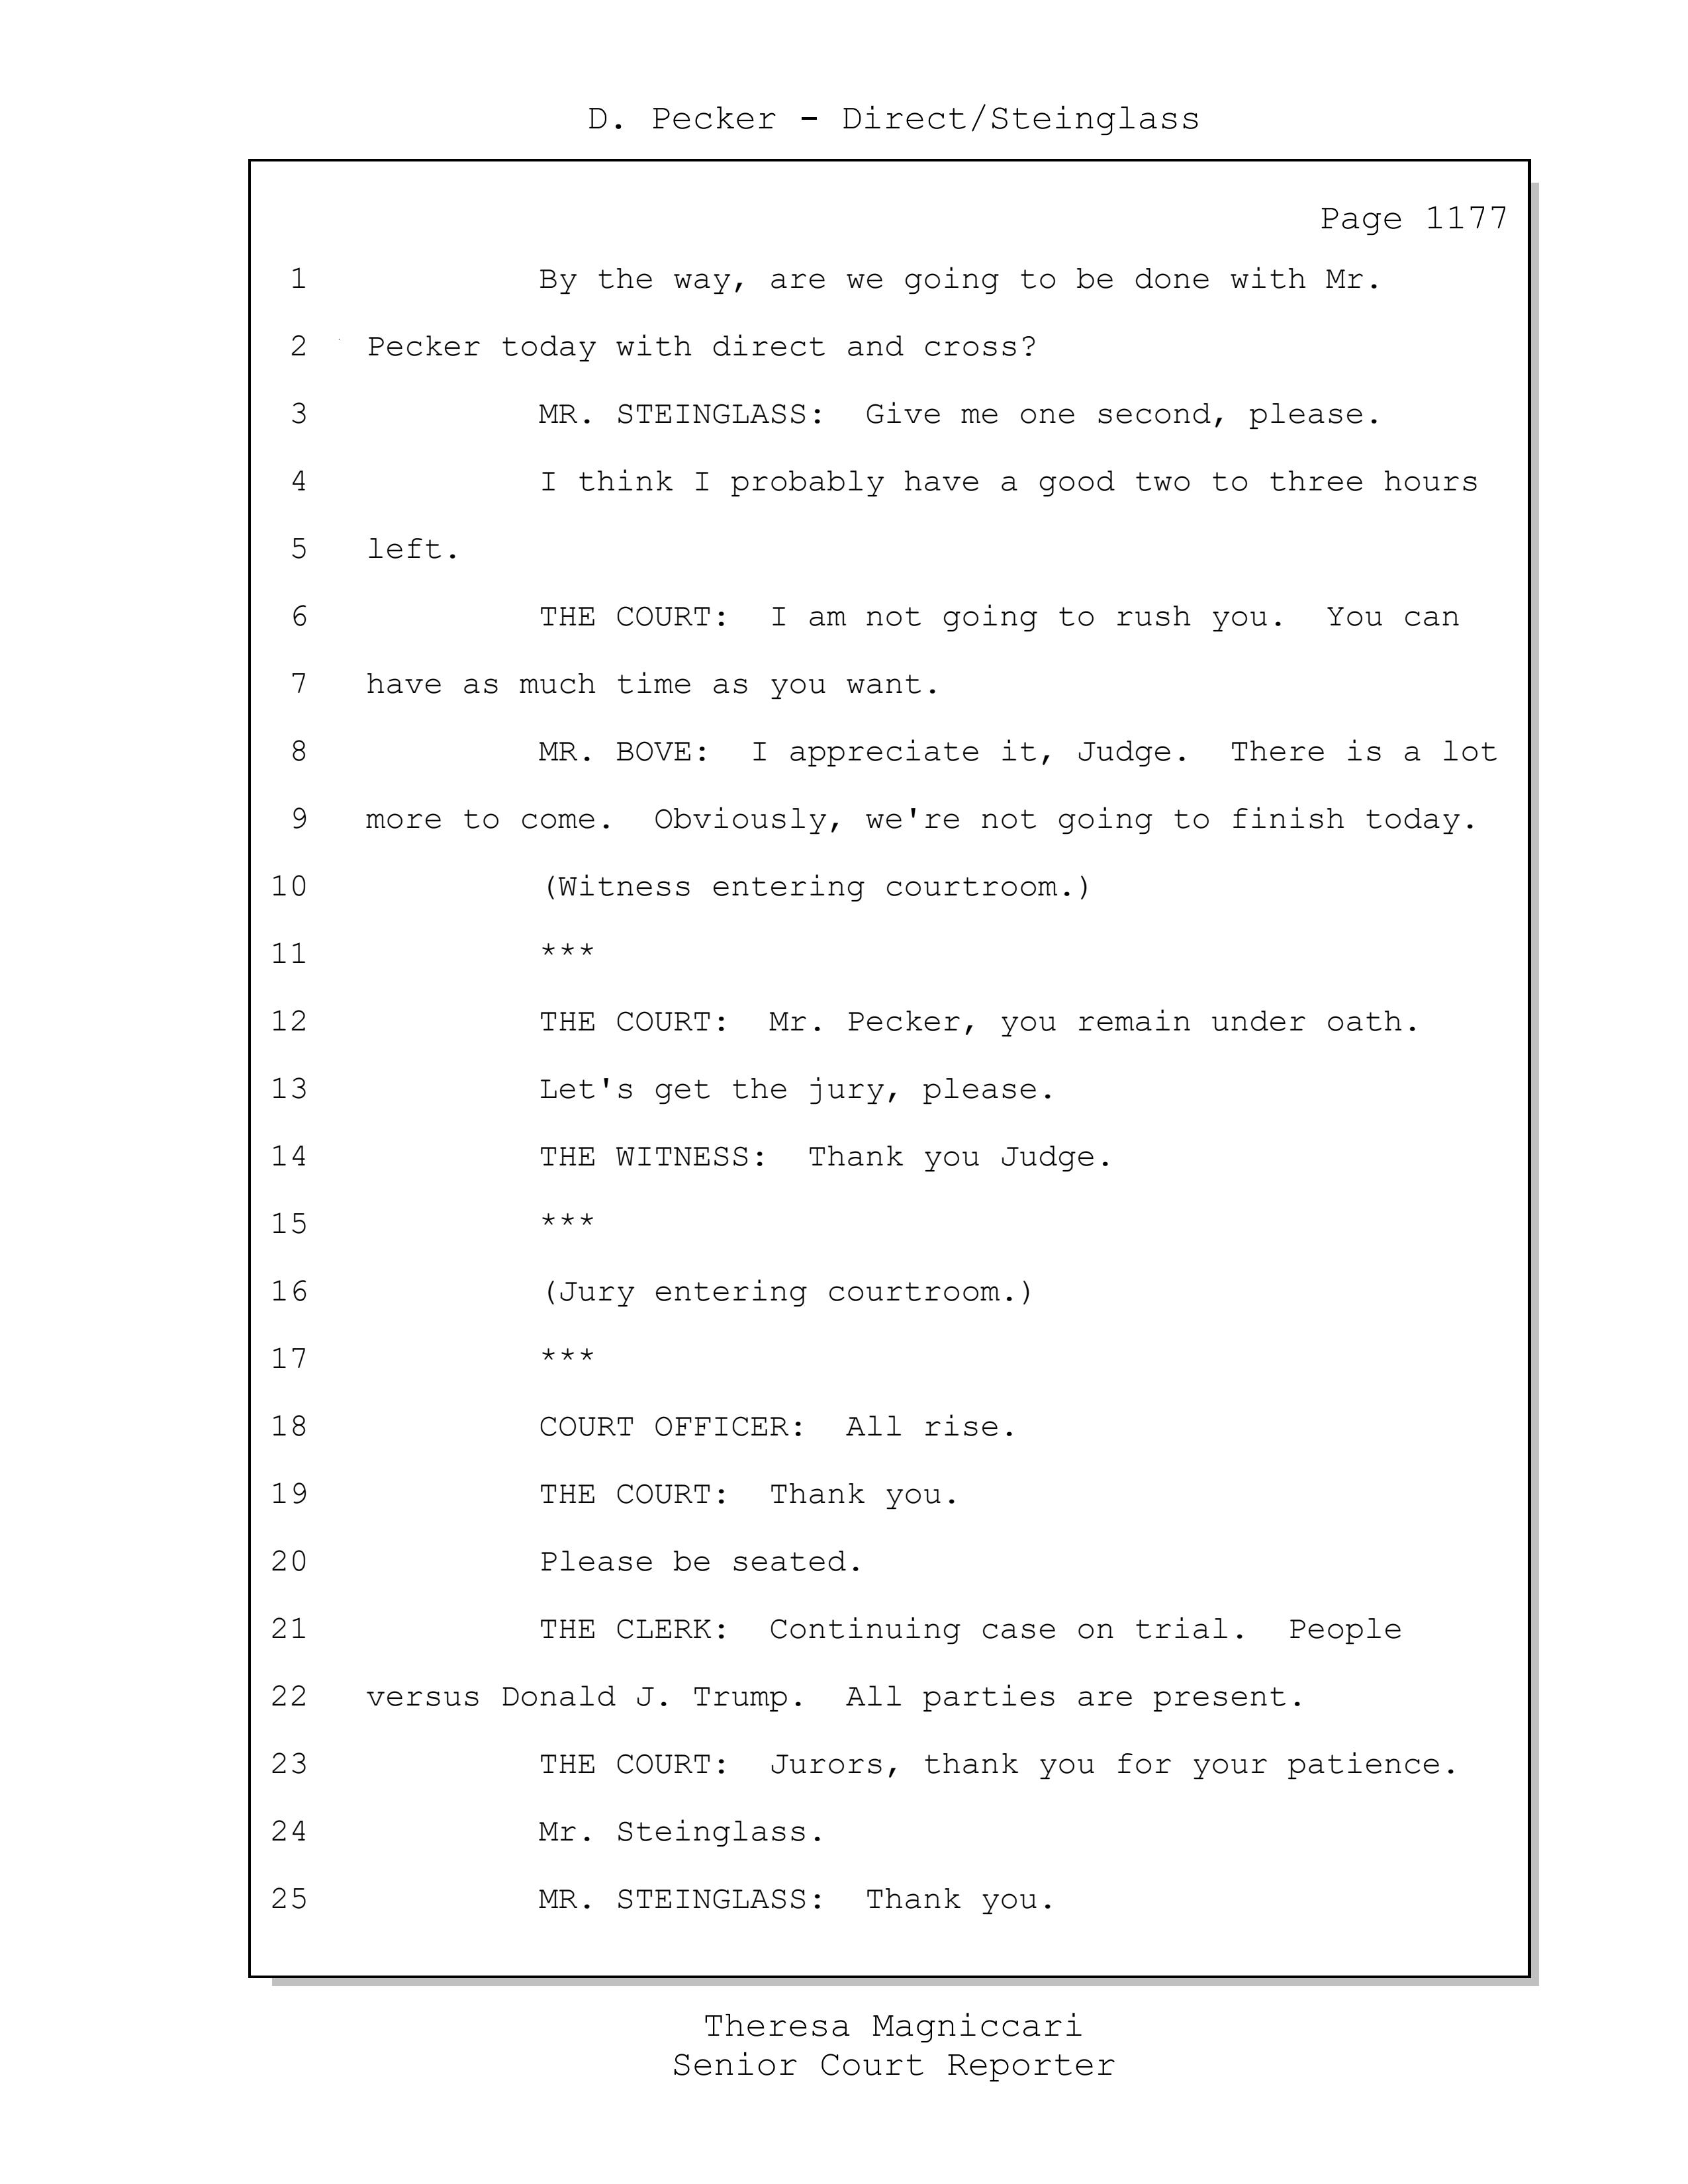 D. Pecker - Direct/Steinglass
Page 1177
1 By the way, are we going to be done with Mr.
2 Pecker today with direct and cross?
3 MR. STEINGLASS: Give me one second, please.
4 I think I probably have a good two to three hours
5 left.
6 THE COURT: I am not going to rush you. You can
7 have as much time as you want.
8 MR. BOVE: I appreciate it, Judge. There is a lot
9 more to come. Obviously, we're not going to finish today.
10 (Witness entering courtroom.)
11 ***
12 THE COURT: Mr. Pecker, you remain under oath.
13 Let's get the jury, please.
14 THE WITNESS: Thank you Judge.
15 ***
16 (Jury entering courtroom.)
17 ***
18 COURT OFFICER: All rise.
19 THE COURT: Thank you.
20 Please be seated.
21 THE CLERK: Continuing case on trial. People
22 versus Donald J. Trump. All parties are present.
23 THE COURT: Jurors, thank you for your patience.
24 Mr. Steinglass.
25 MR. STEINGLASS: Thank you.
Theresa Magniccari
Senior Court Reporter